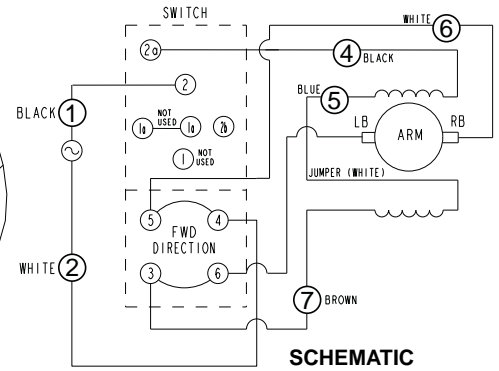 SWITCH
WHITE 6
2a
4 BLACK
2
BLUE 5
BLACK 1
1a NOT USED 1a 2b
LB ARM RB
1 NOT USED
JUMPER (WHITE)
5 4
FWD DIRECTION
WHITE 2
3 6
7 BROWN
SCHEMATIC